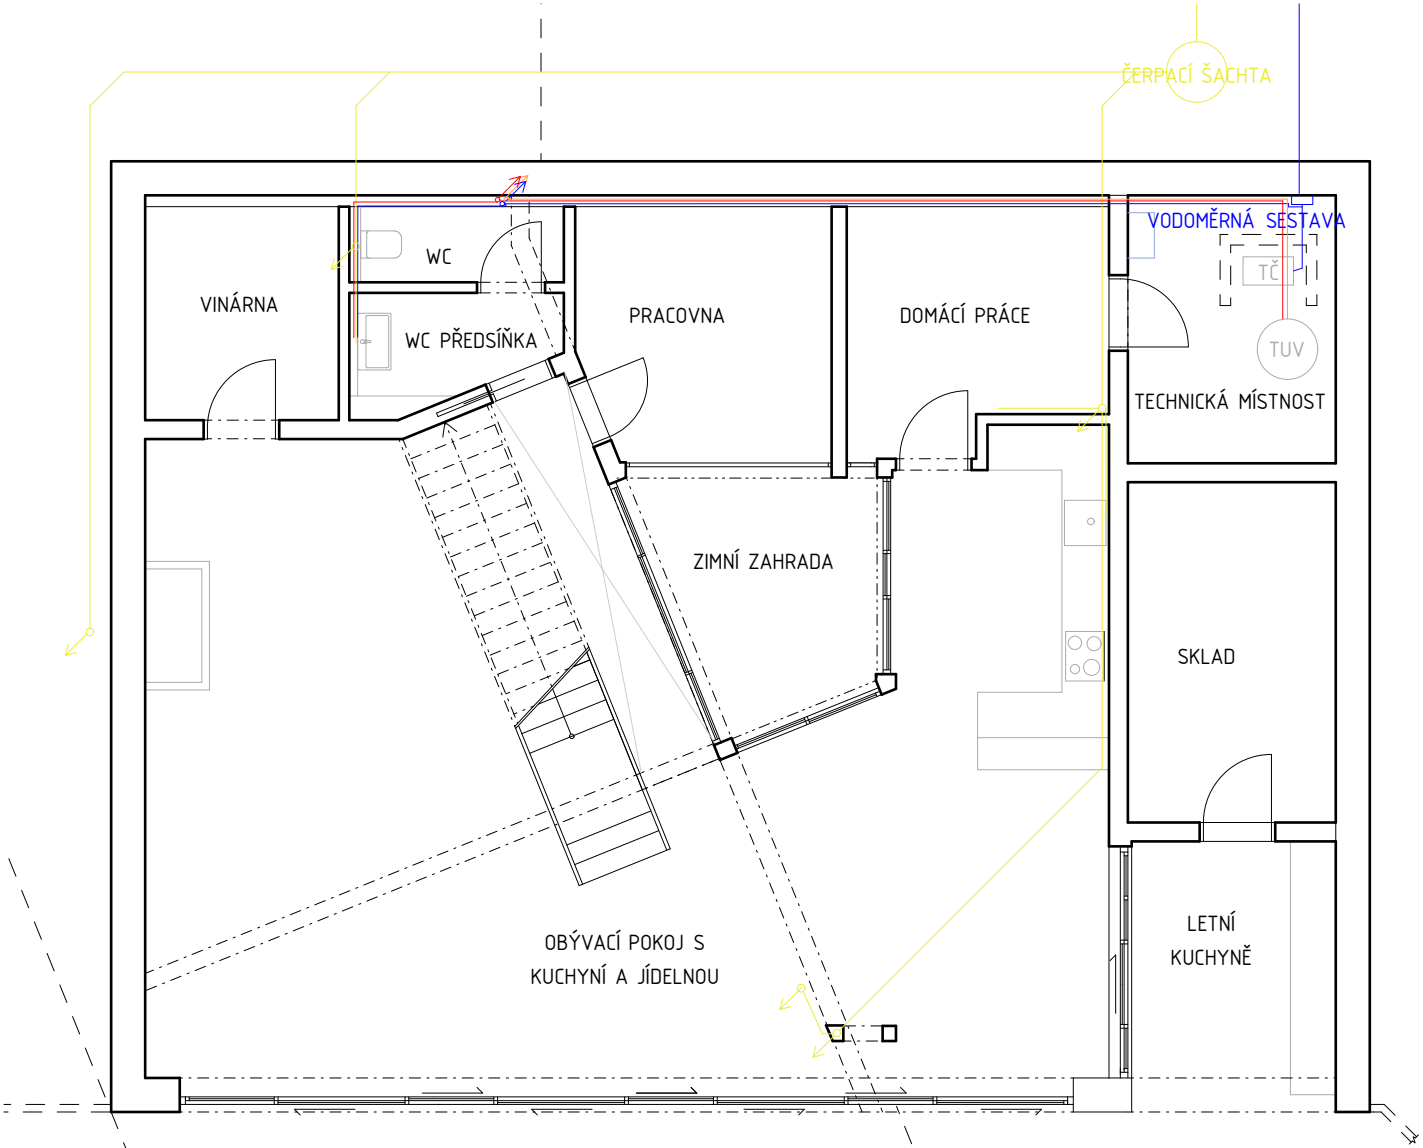 ČERPACÍ ŠACHTA
VODOMĚRNÁ SESTAVA
WC
TČ
VINÁRNA
PRACOVNA
DOMÁCÍ PRÁCE
WC PŘEDSÍŇKA
TUV
TECHNICKÁ MÍSTNOST
ZIMNÍ ZAHRADA
SKLAD
LETNÍ
KUCHYNĚ
OBÝVACÍ POKOJ S
KUCHYNÍ A JÍDELNOU